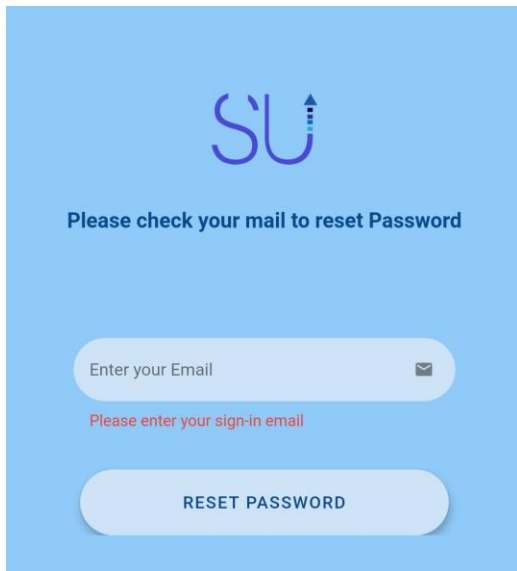 SU
Please check your mail to reset Password
Enter your Email
Please enter your sign-in email
RESET PASSWORD